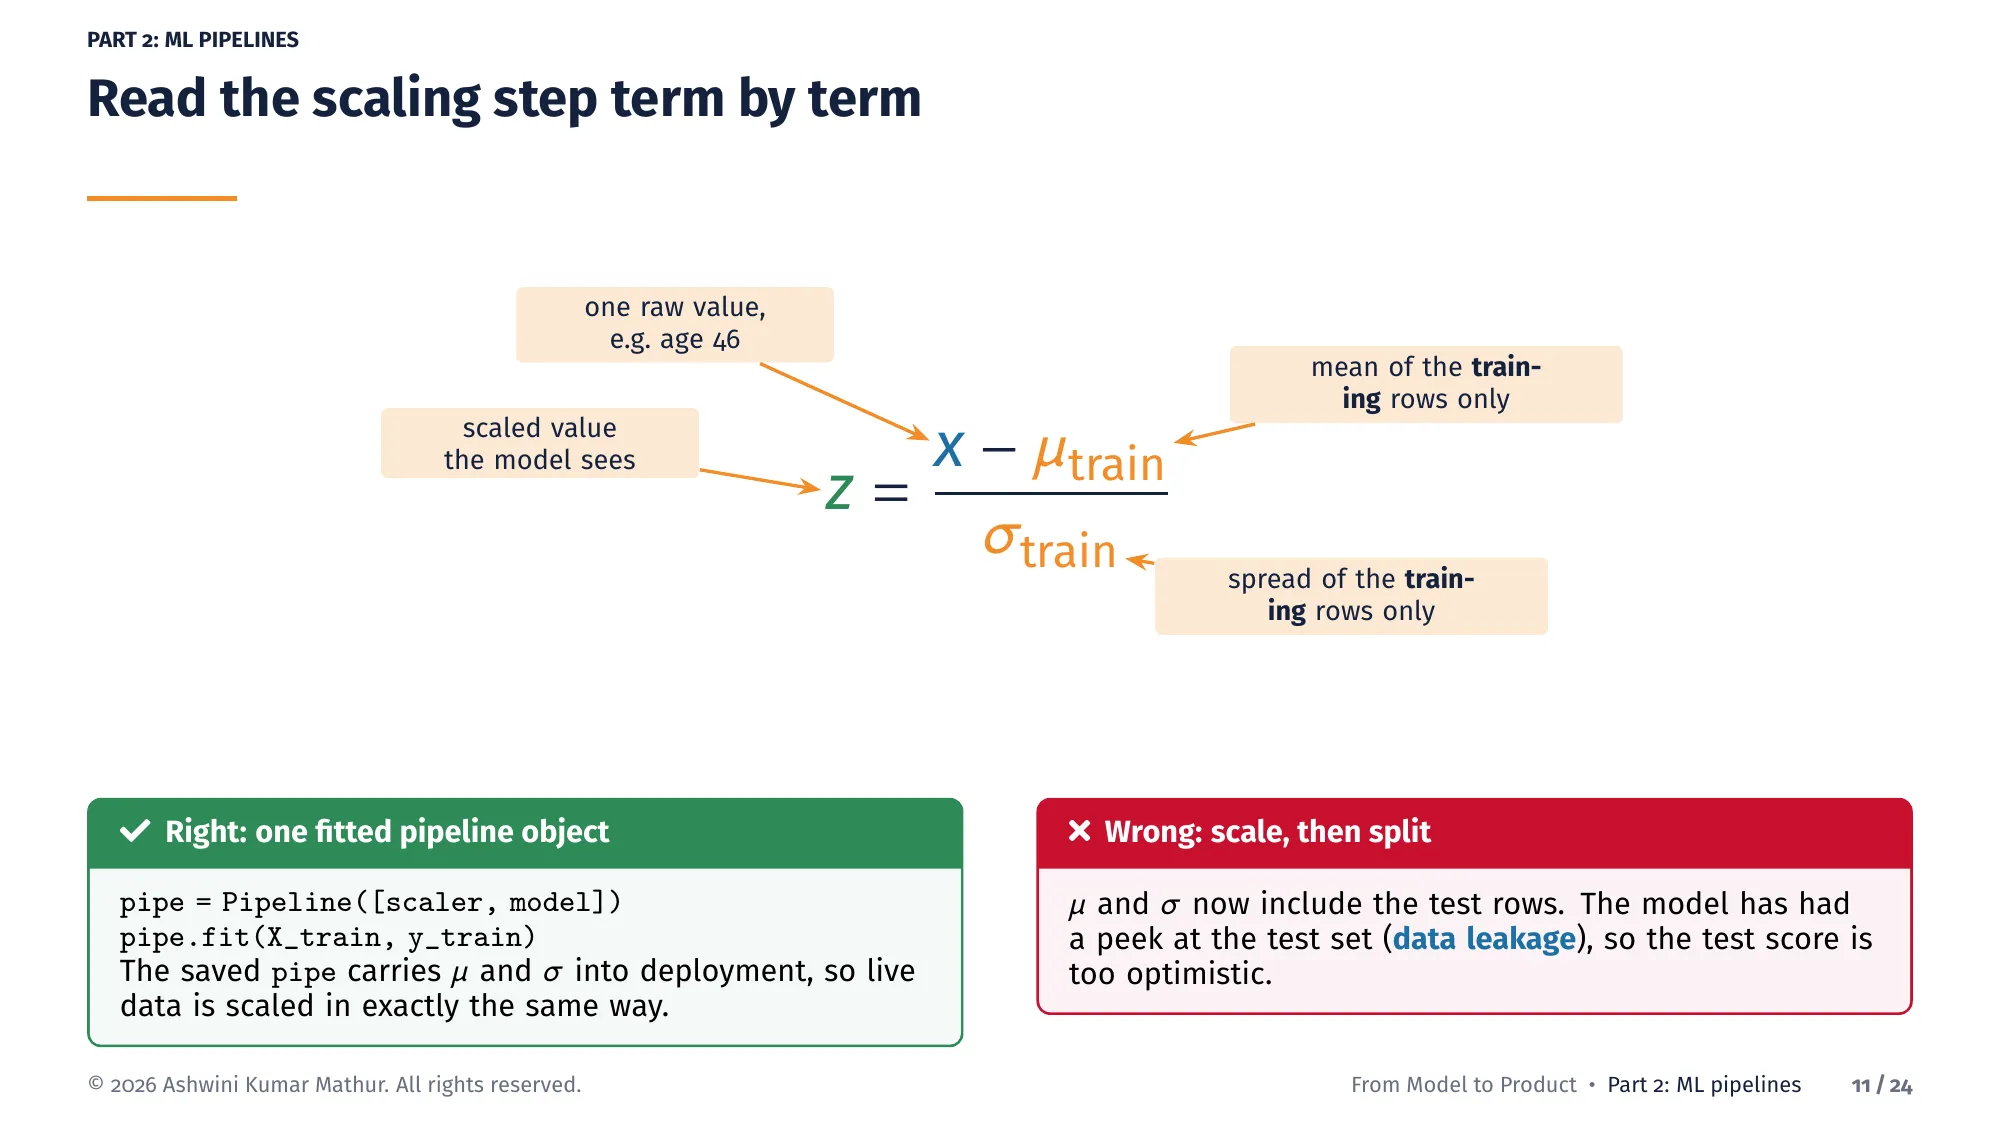 PART 2: ML PIPELINES
Read the scaling step term by term
one raw value,
e.g. age 46
mean of the train-
ing rows only
scaled value
the model sees
z = (x − μtrain) / σtrain
spread of the train-
ing rows only
✔ Right: one fitted pipeline object
pipe = Pipeline([scaler, model])
pipe.fit(X_train, y_train)
The saved pipe carries μ and σ into deployment, so live
data is scaled in exactly the same way.
✖ Wrong: scale, then split
μ and σ now include the test rows. The model has had
a peek at the test set (data leakage), so the test score is
too optimistic.
© 2026 Ashwini Kumar Mathur. All rights reserved.
From Model to Product • Part 2: ML pipelines 11 / 24